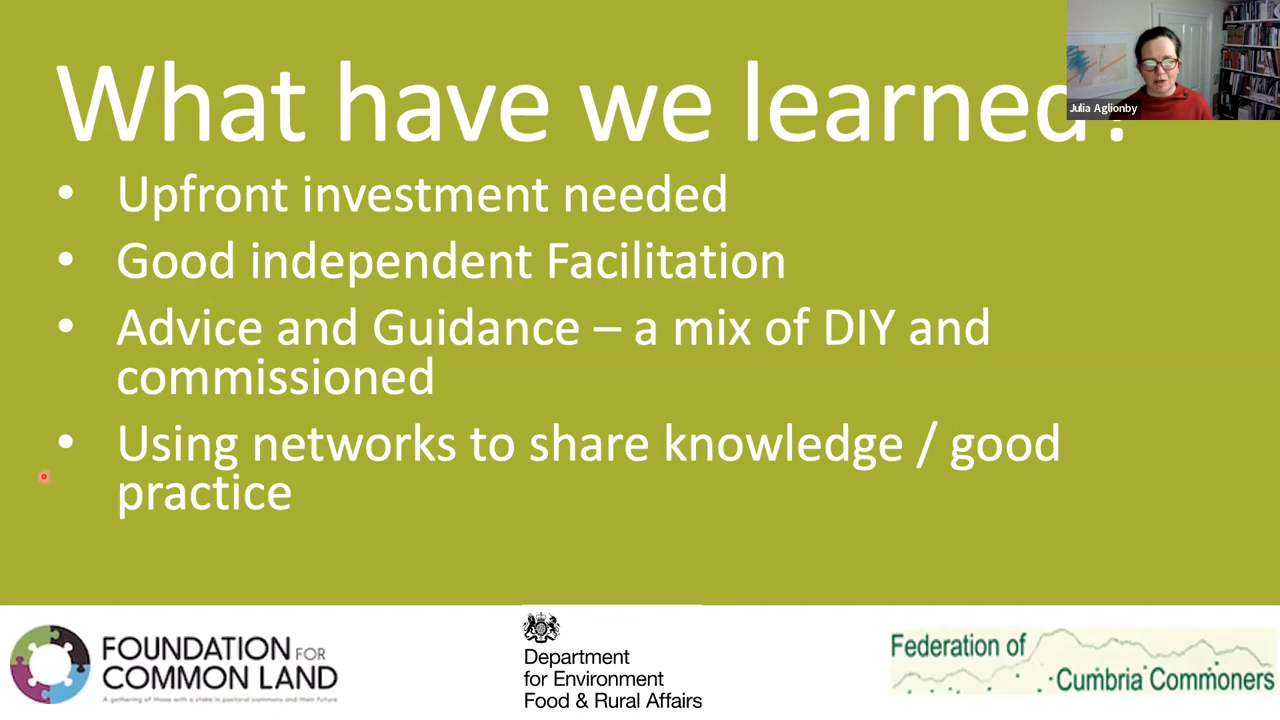 What have we learned?
Julia Aglionby
• Upfront investment needed
• Good independent Facilitation
• Advice and Guidance – a mix of DIY and
commissioned
• Using networks to share knowledge / good
practice
FOUNDATION FOR
COMMON LAND
A gathering of those with a stake in pastoral commons and their future
Department
for Environment
Food & Rural Affairs
Federation of
Cumbria Commoners